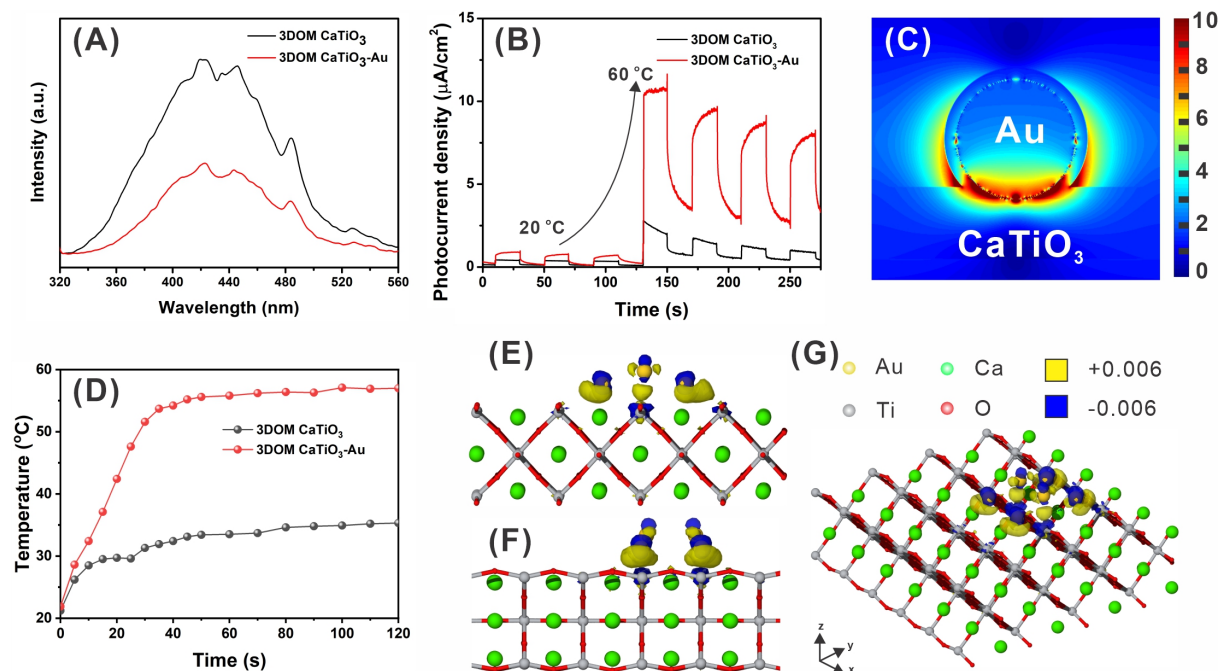 (A)
3DOM CaTiO₃
3DOM CaTiO₃-Au
Intensity (a.u.)
320 360 400 440 480 520 560
Wavelength (nm)
(B)
3DOM CaTiO₃
3DOM CaTiO₃-Au
60 °C
20 °C
Photocurrent density (μA/cm²)
15
10
5
0
0 50 100 150 200 250
Time (s)
(C)
Au
CaTiO₃
10
8
6
4
2
0
(D)
3DOM CaTiO₃
3DOM CaTiO₃-Au
Temperature (°C)
60
50
40
30
20
0 20 40 60 80 100 120
Time (s)
(E)
(F)
(G)
Au Ca +0.006
Ti O -0.006
z
y
x